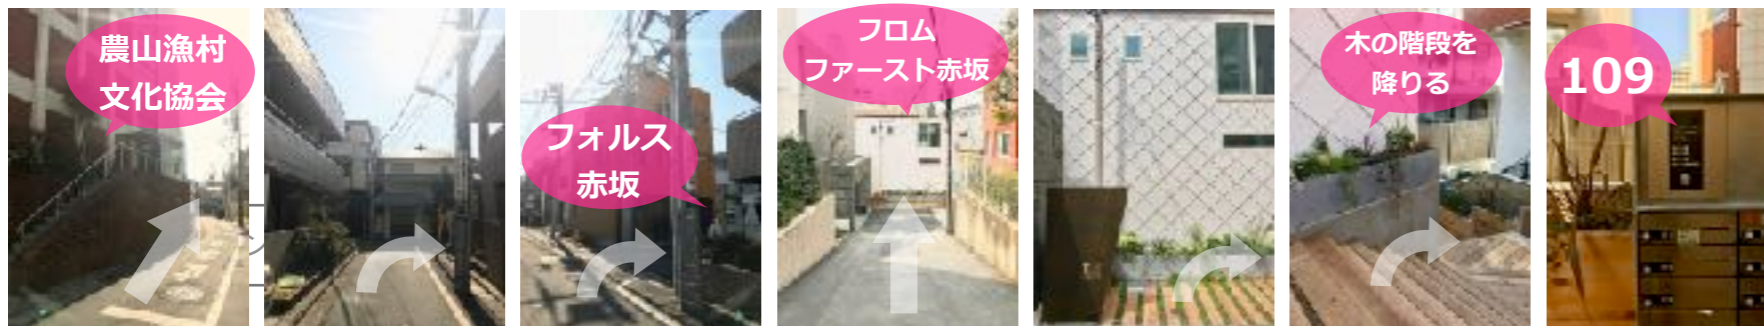 農山漁村
文化協会
フォルス
赤坂
フロム
ファースト赤坂
木の階段を
降りる
109